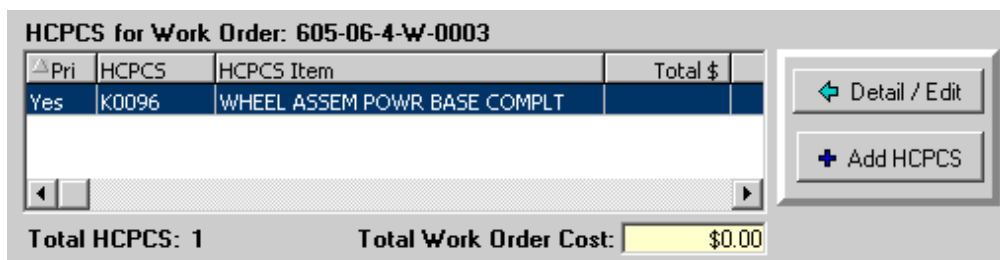 HCPCS for Work Order: 605-06-4-W-0003
Pri HCPCS HCPCS Item Total $
Yes K0096 WHEEL ASSEM POWR BASE COMPLT
Detail / Edit
Add HCPCS
Total HCPCS: 1 Total Work Order Cost: $0.00